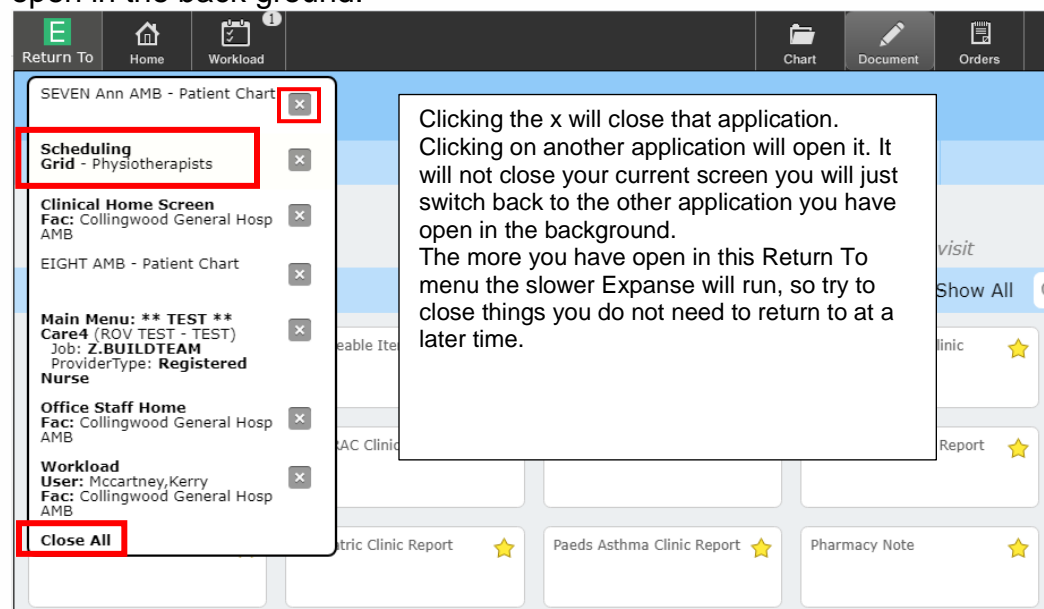 open in the back ground.
E
1
Return To
Home
Workload
Chart
Document
Orders
SEVEN Ann AMB - Patient Chart
Scheduling
Grid - Physiotherapists
Clinical Home Screen
Fac: Collingwood General Hosp
AMB
EIGHT AMB - Patient Chart
Main Menu: ** TEST **
Care4 (ROV TEST - TEST)
Job: Z.BUILDTEAM
ProviderType: Registered
Nurse
Office Staff Home
Fac: Collingwood General Hosp
AMB
Workload
User: Mccartney,Kerry
Fac: Collingwood General Hosp
AMB
Close All
Clicking the x will close that application.
Clicking on another application will open it. It
will not close your current screen you will just
switch back to the other application you have
open in the background.
The more you have open in this Return To
menu the slower Expanse will run, so try to
close things you do not need to return to at a
later time.
visit
Show All
eable Ite
linic
AC Clinic
Report
tric Clinic Report
Paeds Asthma Clinic Report
Pharmacy Note